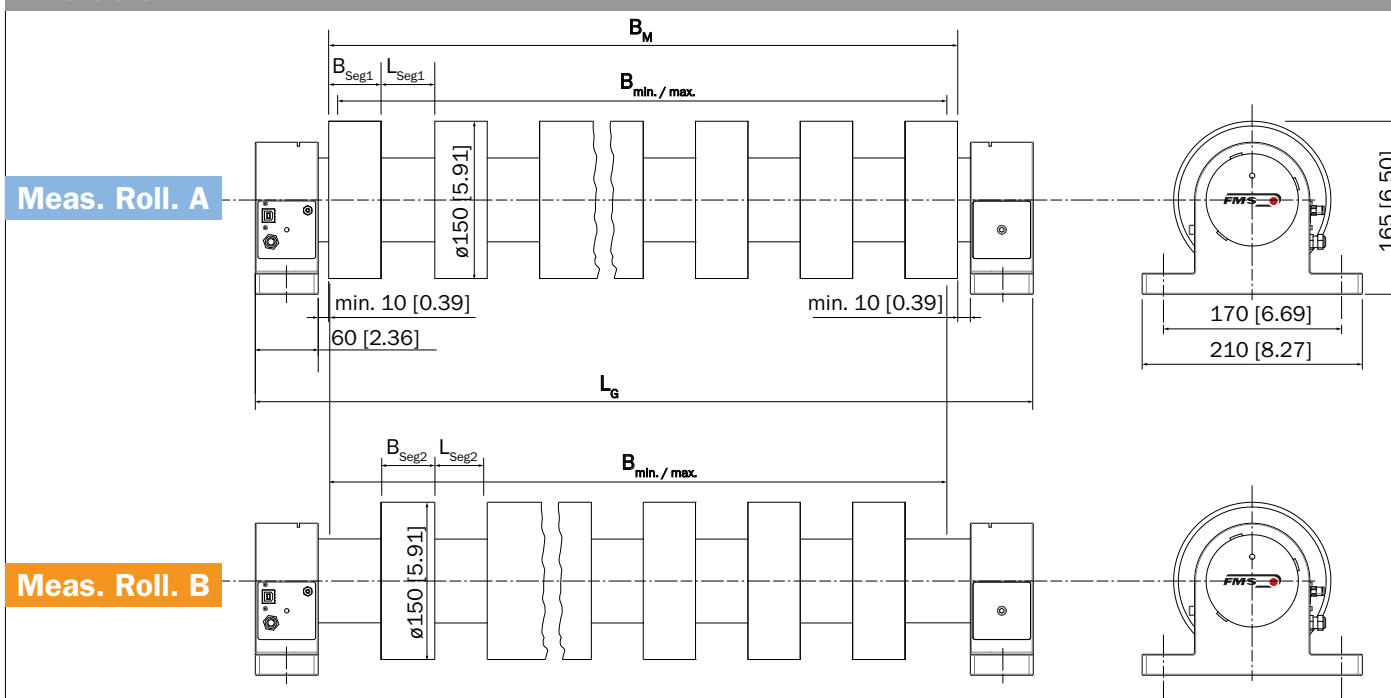 B_M
B_Seg1 L_Seg1
B_min. / max.
Meas. Roll. A
ø150 [5.91]
FMS
165 [6.50]
min. 10 [0.39]
min. 10 [0.39]
60 [2.36]
170 [6.69]
210 [8.27]
L_G
B_Seg2 L_Seg2
B_min. / max.
Meas. Roll. B
ø150 [5.91]
FMS